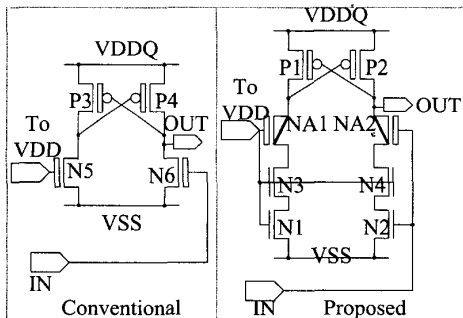 VDDQ
P3
P4
To
VDD
OUT
N5
N6
VSS
IN
Conventional
VDDQ
P1
P2
To
VDD
OUT
NA1
NA2
N3
N4
N1
N2
VSS
IN
Proposed